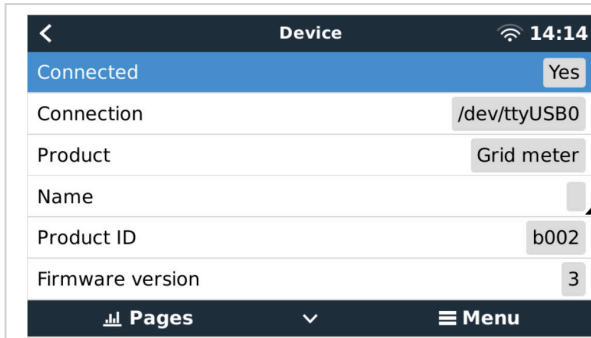 Device 14:14
Connected Yes
Connection /dev/ttyUSB0
Product Grid meter
Name
Product ID b002
Firmware version 3
Pages Menu